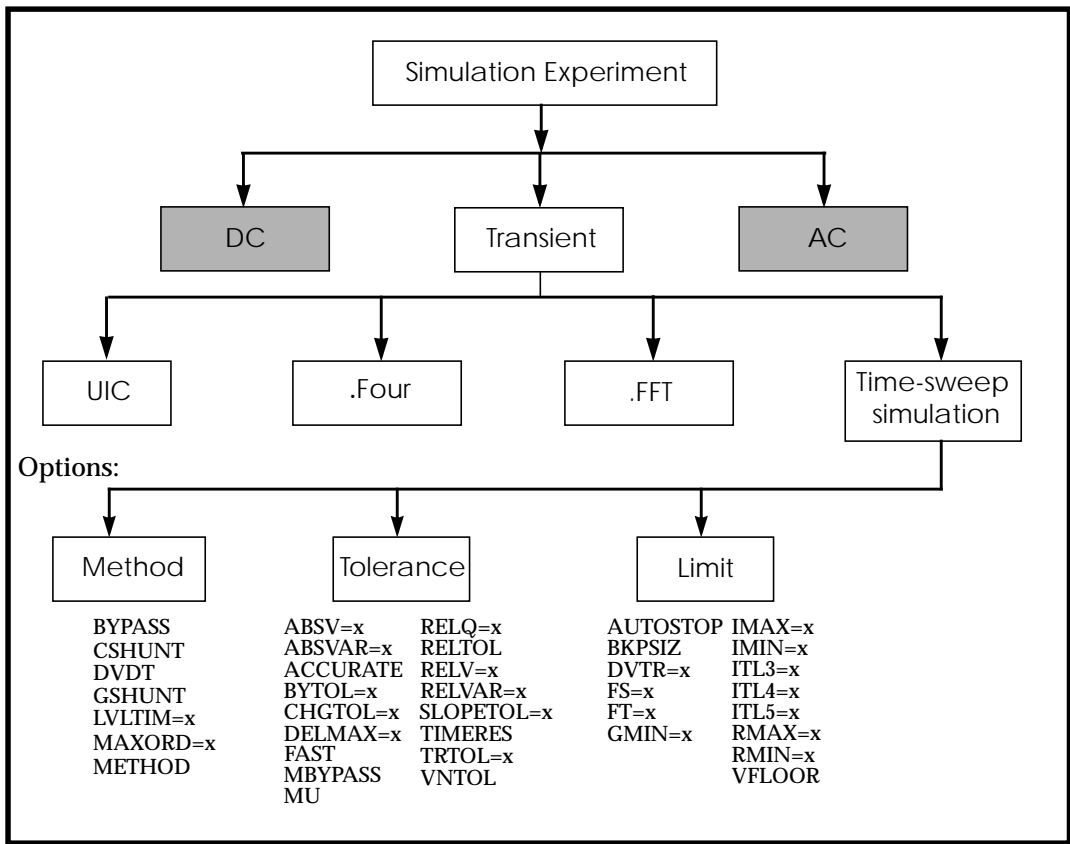 Simulation Experiment
DC
Transient
AC
UIC
.Four
.FFT
Time-sweep
simulation
Options:
Method
Tolerance
Limit
BYPASS
CSHUNT
DVDT
GSHUNT
LVLTIM=x
MAXORD=x
METHOD
ABSV=x
ABSVAR=x
ACCURATE
BYTOL=x
CHGTOL=x
DELMAX=x
FAST
MBYPASS
MU
RELQ=x
RELTOL
RELV=x
RELVAR=x
SLOPETOL=x
TIMERES
TRTOL=x
VNTOL
AUTOSTOP
BKPSIZ
DVTR=x
FS=x
FT=x
GMIN=x
IMAX=x
IMIN=x
ITL3=x
ITL4=x
ITL5=x
RMAX=x
RMIN=x
VFLOOR